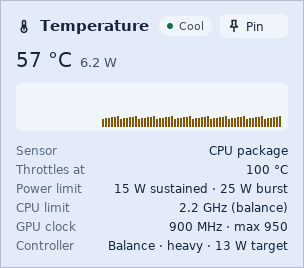 Temperature
Cool
Pin
57 °C 6.2 W
Sensor CPU package
Throttles at 100 °C
Power limit 15 W sustained · 25 W burst
CPU limit 2.2 GHz (balance)
GPU clock 900 MHz · max 950
Controller Balance · heavy · 13 W target